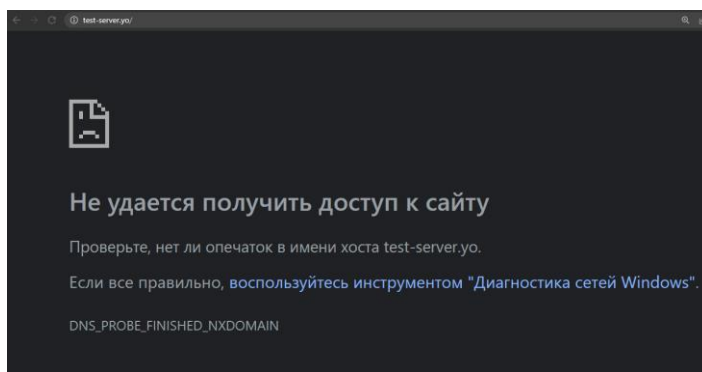 test-server.yo/
Не удается получить доступ к сайту
Проверьте, нет ли опечаток в имени хоста test-server.yo.
Если все правильно, воспользуйтесь инструментом "Диагностика сетей Windows".
DNS_PROBE_FINISHED_NXDOMAIN